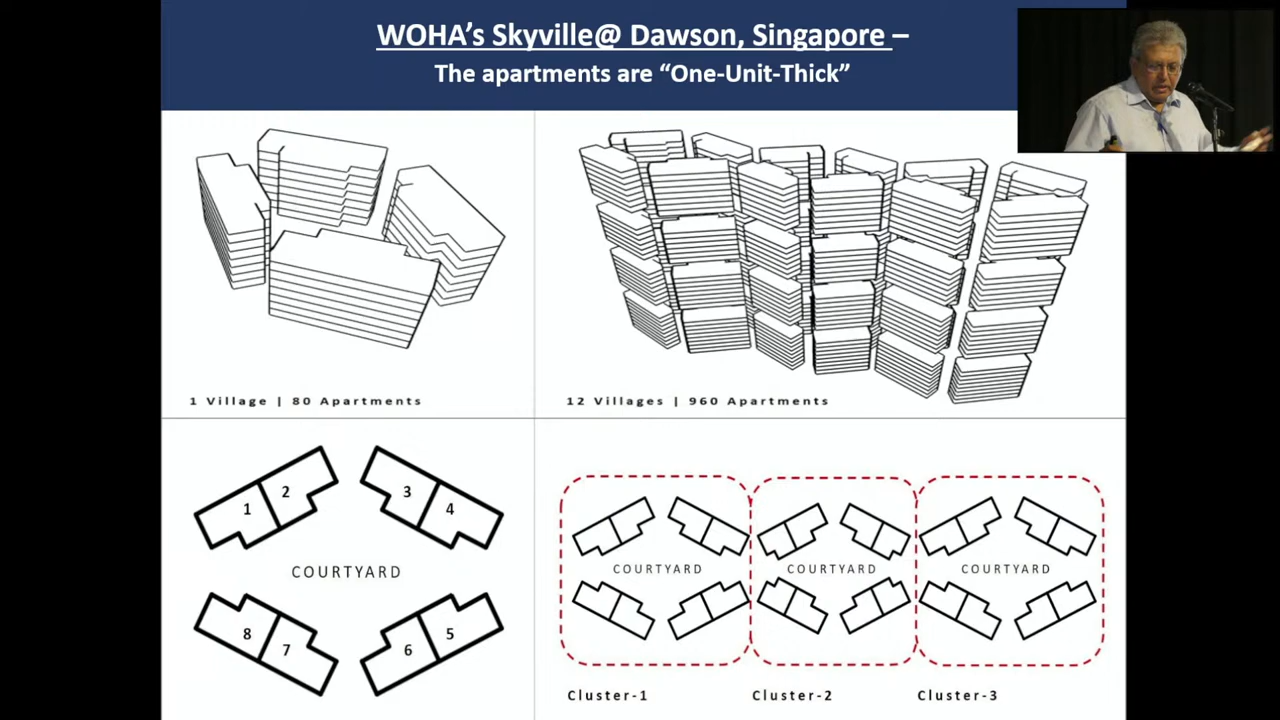 WOHA's Skyville@ Dawson, Singapore –
The apartments are “One-Unit-Thick”
1 Village | 80 Apartments
12 Villages | 960 Apartments
1
2
3
4
COURTYARD
8
7
6
5
COURTYARD
COURTYARD
COURTYARD
Cluster-1
Cluster-2
Cluster-3